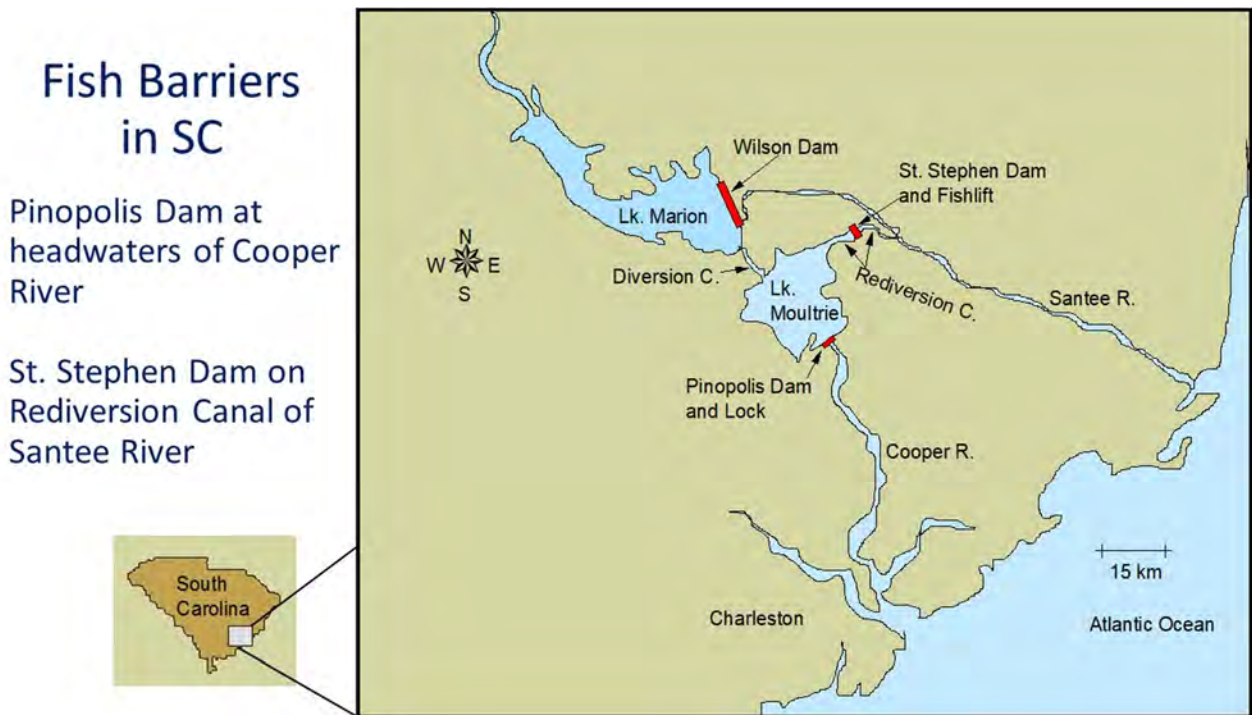 Fish Barriers
in SC
Pinopolis Dam at
headwaters of Cooper
River
St. Stephen Dam on
Rediversion Canal of
Santee River
South
Carolina
Wilson Dam
St. Stephen Dam
and Fishlift
Lk. Marion
N
W E
S
Diversion C.
Rediversion C.
Lk.
Moultrie
Santee R.
Pinopolis Dam
and Lock
Cooper R.
15 km
Charleston
Atlantic Ocean